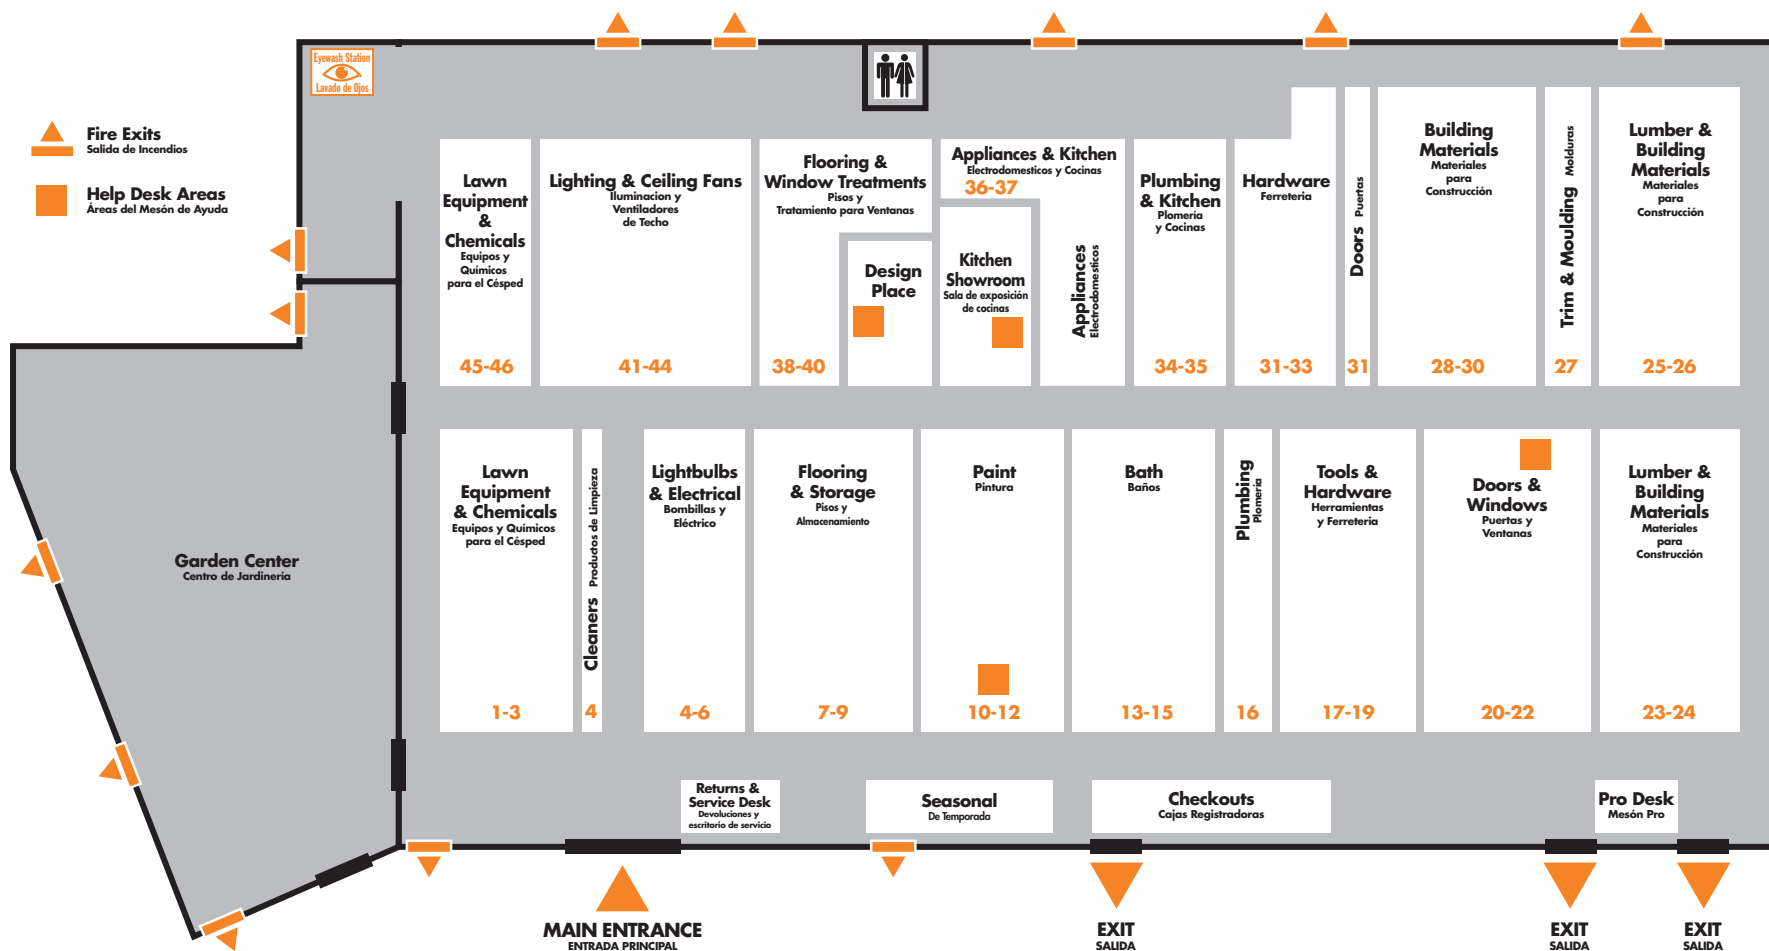 Eyewash Station
Lavado de Ojos
Fire Exits
Salida de Incendios
Help Desk Areas
Áreas del Mesón de Ayuda
Lawn
Equipment
&
Chemicals
Equipos y
Químicos
para el Césped
45-46
Lighting & Ceiling Fans
Iluminacion y
Ventiladores
de Techo
41-44
Flooring &
Window Treatments
Pisos y
Tratamiento para Ventanas
38-40
Design
Place
Appliances & Kitchen
Electrodomesticos y Cocinas
36-37
Kitchen
Showroom
Sala de exposición
de cocinas
Appliances
Electrodomesticos
Plumbing
& Kitchen
Plomería
y Cocinas
34-35
Hardware
Ferreteria
31-33
Doors Puertas
31
Building
Materials
Materiales
para
Construcción
28-30
Trim & Moulding Molduras
27
Lumber &
Building
Materials
Materiales
para
Construcción
25-26
Garden Center
Centro de Jardinería
Lawn
Equipment
& Chemicals
Equipos y Químicos
para el Césped
1-3
Cleaners Produdos de Limpieza
4
Lightbulbs
& Electrical
Bombillas y
Eléctrico
4-6
Flooring
& Storage
Pisos y
Almacenamiento
7-9
Paint
Pintura
10-12
Bath
Baños
13-15
Plumbing
Plomería
16
Tools &
Hardware
Herramientas
y Ferreteria
17-19
Doors &
Windows
Puertas y
Ventanas
20-22
Lumber &
Building
Materials
Materiales
para
Construcción
23-24
Returns &
Service Desk
Devoluciones y
escritorio de servicio
Seasonal
De Temporada
Checkouts
Cajas Registradoras
Pro Desk
Mesón Pro
MAIN ENTRANCE
ENTRADA PRINCIPAL
EXIT
SALIDA
EXIT
SALIDA
EXIT
SALIDA